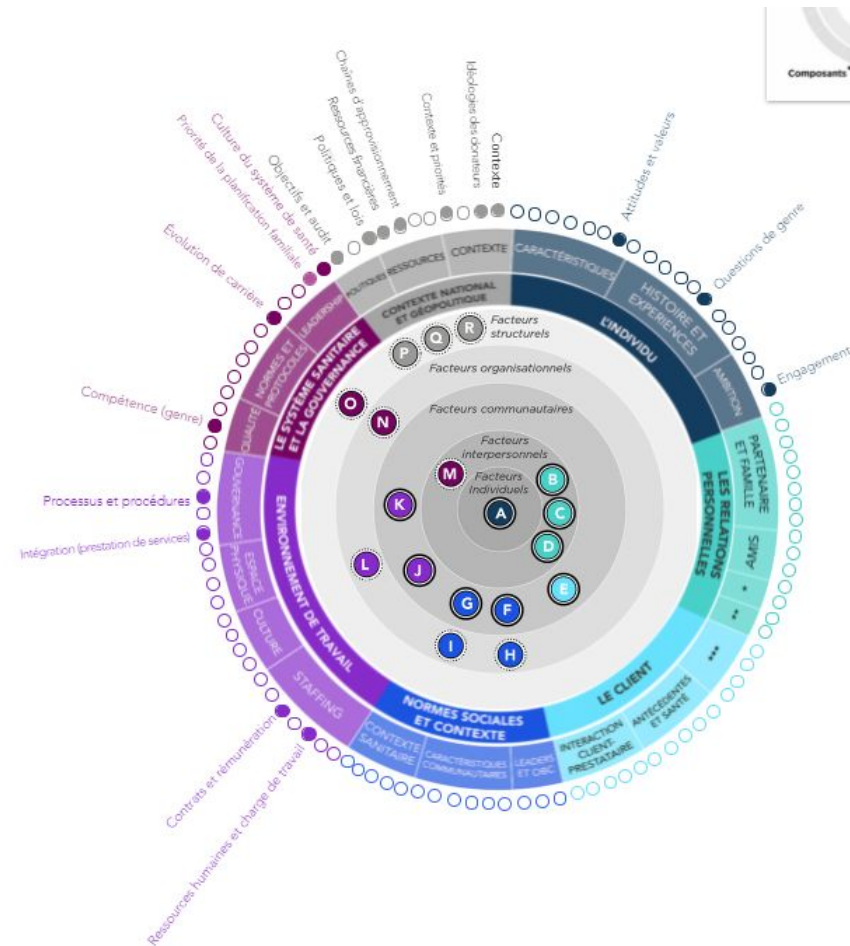 Composants
Contexte
Idéologies des donateurs
Contexte et priorités
Chaînes d'approvisionnement
Ressources financières
Politiques et lois
Objectifs et audit
Culture du système de santé
Priorité de la planification familiale
Évolution de carrière
Compétence (genre)
Processus et procédures
Intégration (prestation de services)
Contrats et rémunération
Ressources humaines et charge de travail
Attitudes et valeurs
Questions de genre
Engagement
CARACTÉRISTIQUES
HISTOIRE ET
EXPERIENCES
AMBITION
L'INDIVIDU
PARTENAIRE
ET FAMILLE
AMIS
*
**
LES RELATIONS
PERSONNELLES
***
ANTÉCÉDENTES
ET SANTÉ
INTERACTION
CLIENT-
PRESTATAIRE
LE CLIENT
LEADERS
ET OBC
CARACTÉRISTIQUES
COMMUNAUTAIRES
CONTEXTE
SANITAIRE
NORMES SOCIALES
ET CONTEXTE
STAFFING
CULTURE
ESPACE
PHYSIQUE
GOUVERNANCE
ENVIRONNEMENT DE TRAVAIL
QUALITÉ
NORMES ET
PROTOCOLES
LEADERSHIP
LE SYSTÈME SANITAIRE
ET LA GOUVERNANCE
POLITIQUES
RESSOURCES
CONTEXTE
CONTEXTE NATIONAL
ET GÉOPOLITIQUE
Facteurs
structurels
Facteurs organisationnels
Facteurs communautaires
Facteurs
interpersonnels
Facteurs
Individuels
R
Q
P
O
N
M
B
K
A
C
D
L
J
E
G
F
I
H